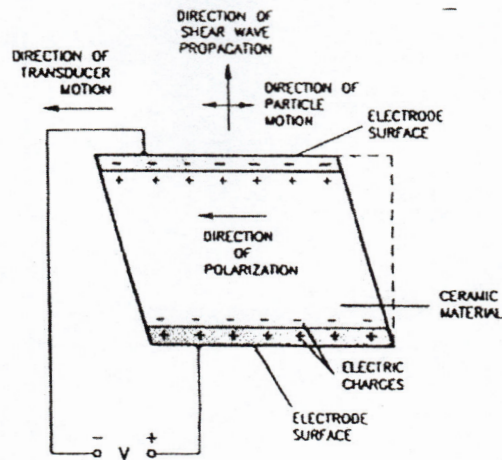 DIRECTION OF
SHEAR WAVE
PROPAGATION
DIRECTION OF
TRANSDUCER
MOTION
DIRECTION OF
PARTICLE
MOTION
ELECTRODE
SURFACE
− − − − − − −
+ + + + + + +
DIRECTION
OF
POLARIZATION
CERAMIC
MATERIAL
− − − − − −
+ + + + + +
ELECTRIC
CHARGES
ELECTRODE
SURFACE
− V +